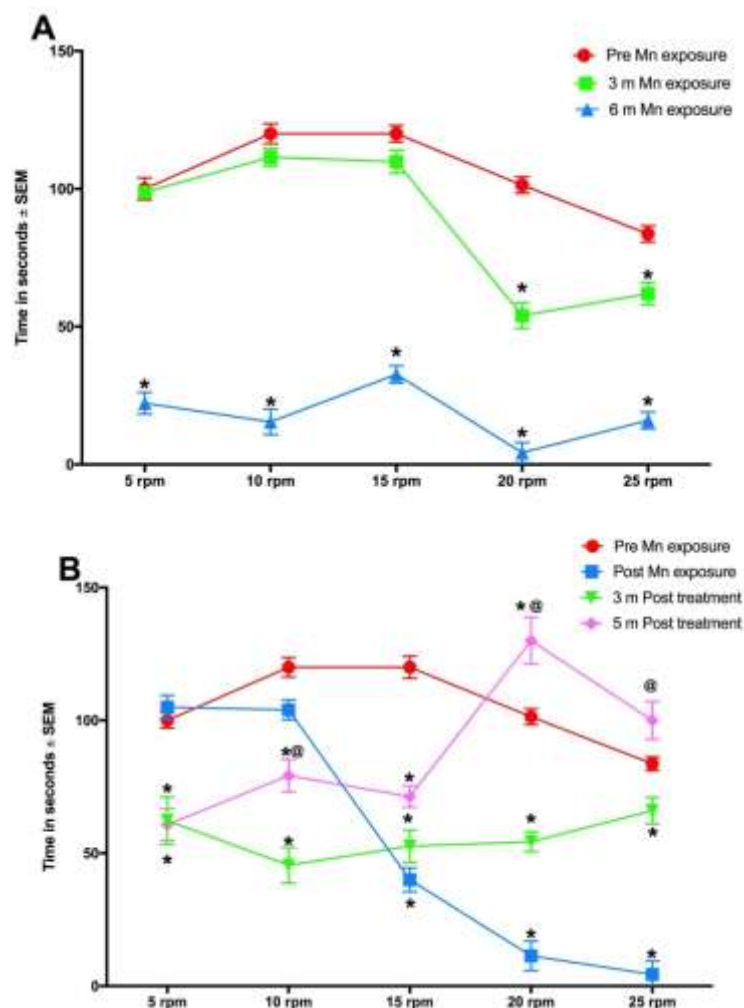 A
150
100
50
0
Time in seconds ± SEM
Pre Mn exposure
3 m Mn exposure
6 m Mn exposure
* *
* * * * *
5 rpm 10 rpm 15 rpm 20 rpm 25 rpm
B
150
100
50
0
Time in seconds ± SEM
Pre Mn exposure
Post Mn exposure
3 m Post treatment
5 m Post treatment
*@
@
*@
* *
* * * *
* *
* * *
5 rpm 10 rpm 15 rpm 20 rpm 25 rpm